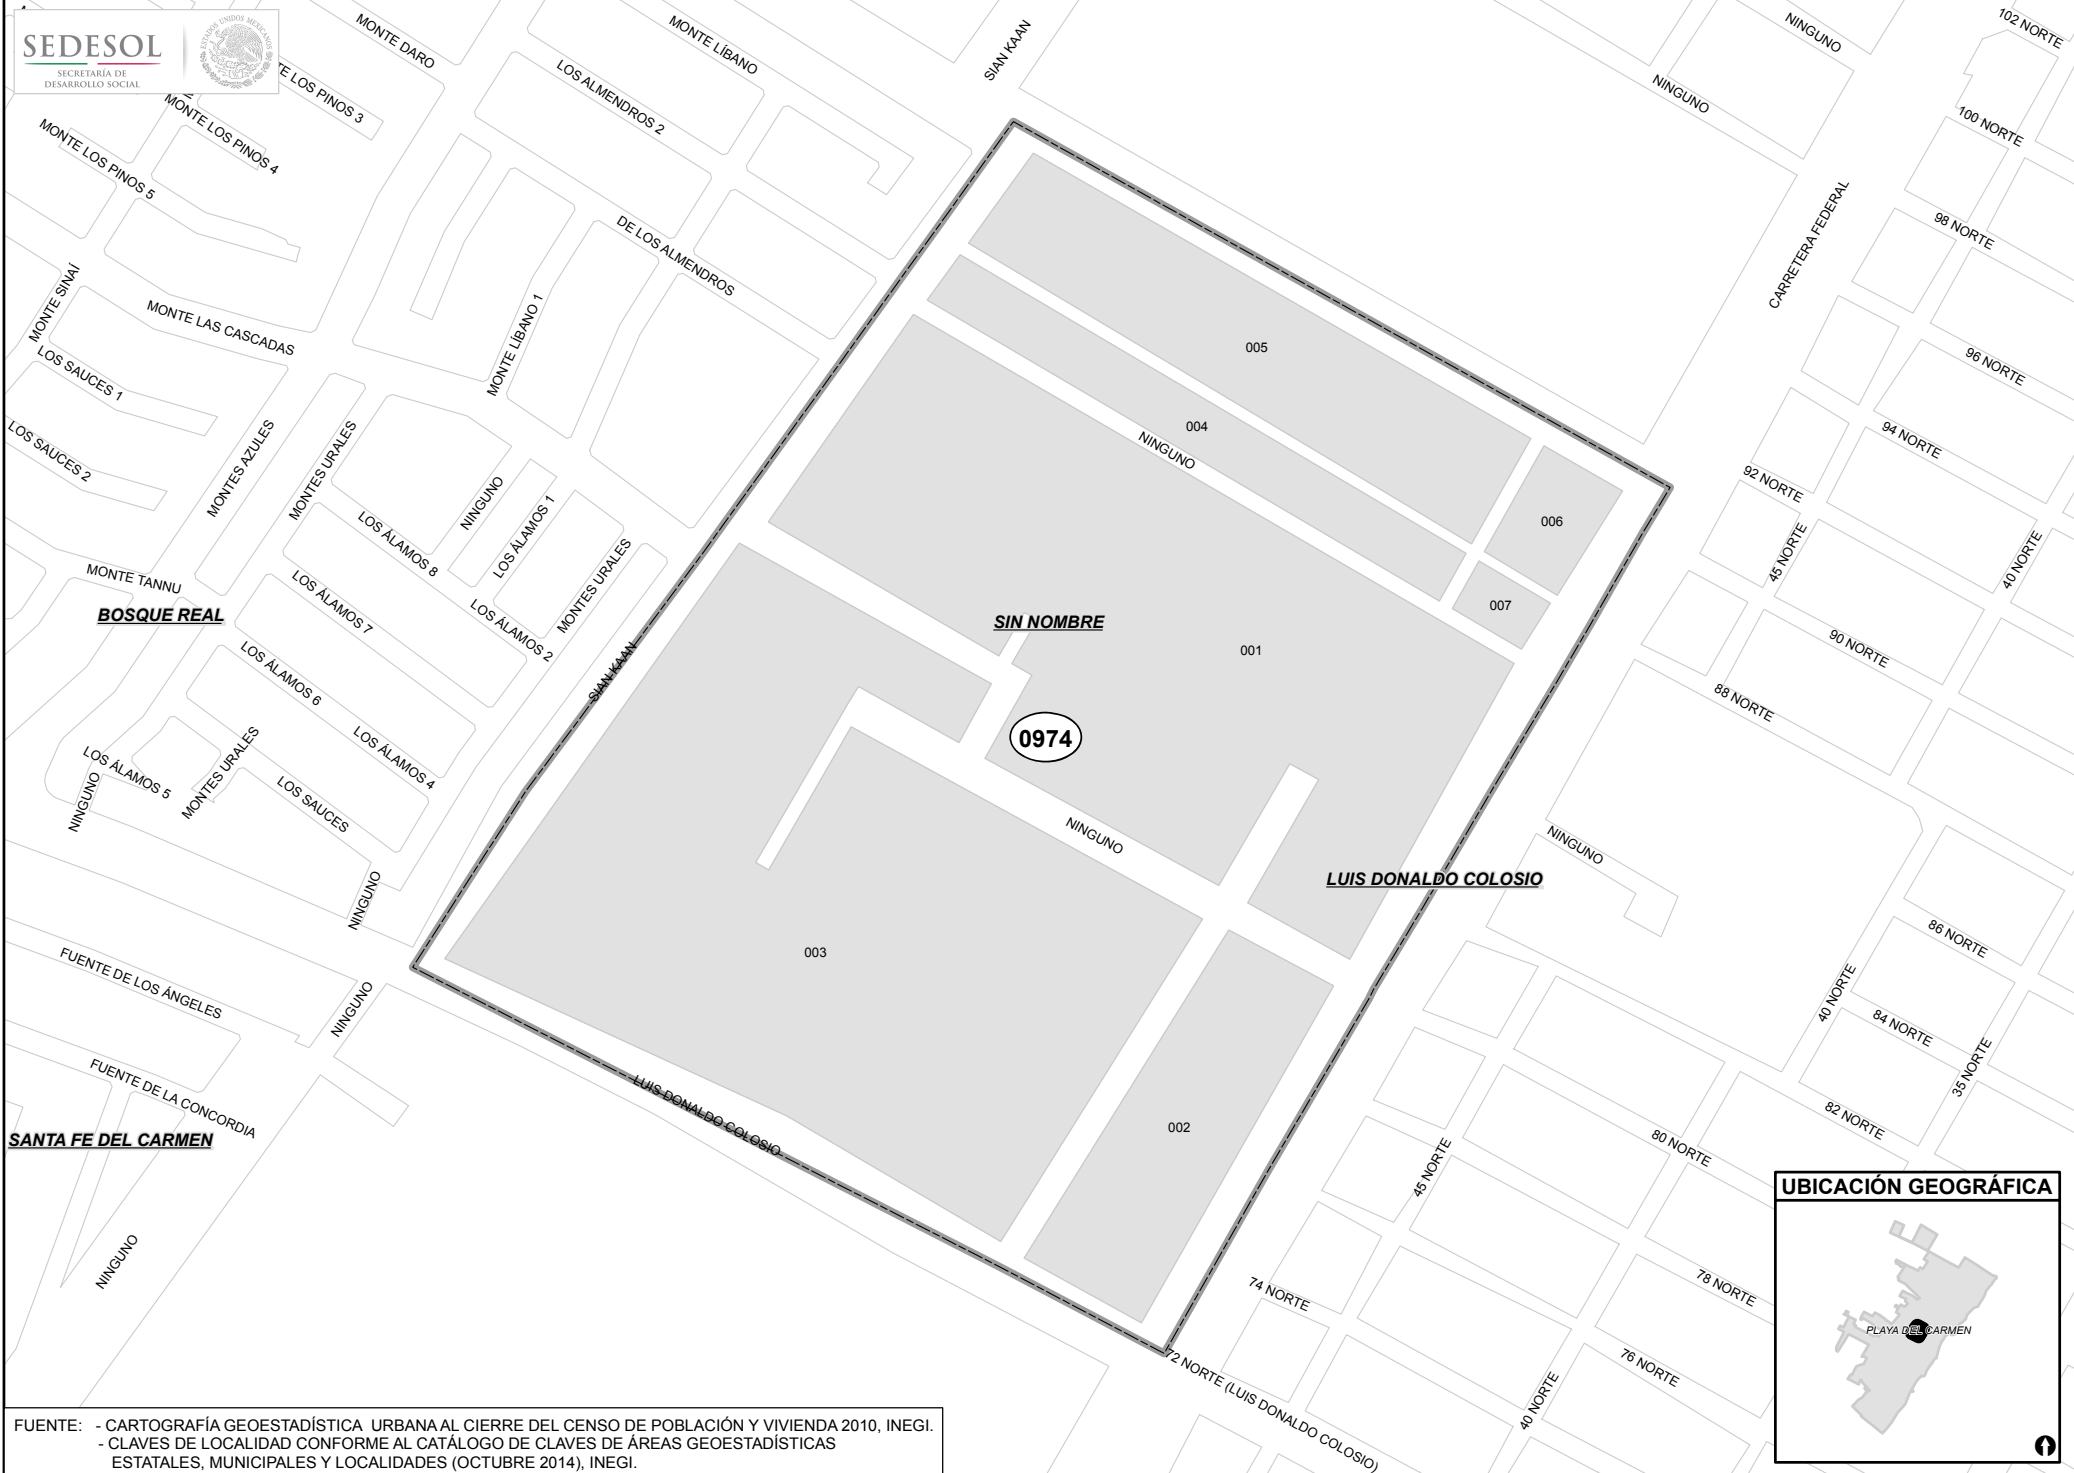 SEDESOL
SECRETARÍA DE
DESARROLLO SOCIAL
ESTADOS UNIDOS MEXICANOS
MONTE DARO
MONTE LÍBANO
SIAN KAAN
NINGUNO
102 NORTE
LOS PINOS 3
LOS ALMENDROS 2
NINGUNO
MONTE LOS PINOS 4
100 NORTE
MONTE LOS PINOS 5
CARRETERA FEDERAL
98 NORTE
DE LOS ALMENDROS
MONTE SINAÍ
MONTE LAS CASCADAS
MONTE LÍBANO 1
005
96 NORTE
LOS SAUCES 1
004
NINGUNO
94 NORTE
LOS SAUCES 2
MONTES AZULES
MONTES URALES
92 NORTE
NINGUNO
LOS ÁLAMOS 8
LOS ÁLAMOS 1
006
45 NORTE
40 NORTE
MONTE TANNU
MONTES URALES
LOS ÁLAMOS 7
BOSQUE REAL
LOS ÁLAMOS 2
007
SIN NOMBRE
001
90 NORTE
SIAN KAAN
LOS ÁLAMOS 6
88 NORTE
0974
LOS ÁLAMOS 4
MONTES URALES
LOS ÁLAMOS 5
NINGUNO
LOS SAUCES
NINGUNO
NINGUNO
LUIS DONALDO COLOSIO
NINGUNO
003
86 NORTE
FUENTE DE LOS ÁNGELES
NINGUNO
40 NORTE
84 NORTE
35 NORTE
FUENTE DE LA CONCORDIA
LUIS DONALDO COLOSIO
002
82 NORTE
SANTA FE DEL CARMEN
80 NORTE
45 NORTE
NINGUNO
74 NORTE
78 NORTE
76 NORTE
72 NORTE (LUIS DONALDO COLOSIO)
40 NORTE
UBICACIÓN GEOGRÁFICA
PLAYA DEL CARMEN
FUENTE: - CARTOGRAFÍA GEOESTADÍSTICA URBANA AL CIERRE DEL CENSO DE POBLACIÓN Y VIVIENDA 2010, INEGI.
- CLAVES DE LOCALIDAD CONFORME AL CATÁLOGO DE CLAVES DE ÁREAS GEOESTADÍSTICAS
ESTATALES, MUNICIPALES Y LOCALIDADES (OCTUBRE 2014), INEGI.